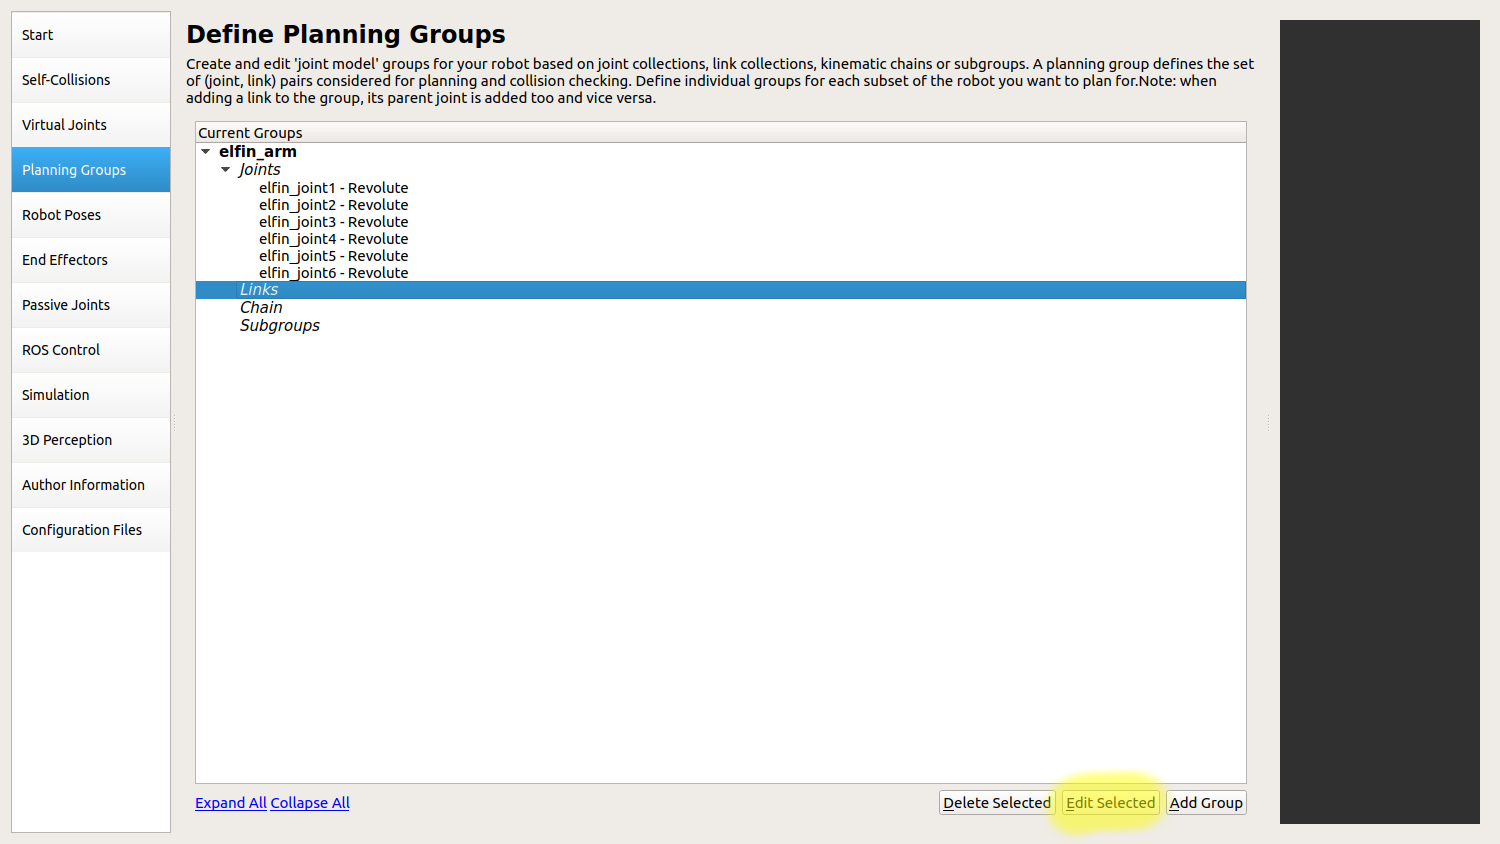 Start
Self-Collisions
Virtual Joints
Planning Groups
Robot Poses
End Effectors
Passive Joints
ROS Control
Simulation
3D Perception
Author Information
Configuration Files
Define Planning Groups
Create and edit 'joint model' groups for your robot based on joint collections, link collections, kinematic chains or subgroups. A planning group defines the set
of (joint, link) pairs considered for planning and collision checking. Define individual groups for each subset of the robot you want to plan for.Note: when
adding a link to the group, its parent joint is added too and vice versa.
Current Groups
elfin_arm
Joints
elfin_joint1 - Revolute
elfin_joint2 - Revolute
elfin_joint3 - Revolute
elfin_joint4 - Revolute
elfin_joint5 - Revolute
elfin_joint6 - Revolute
Links
Chain
Subgroups
Expand All Collapse All
Delete Selected Edit Selected Add Group